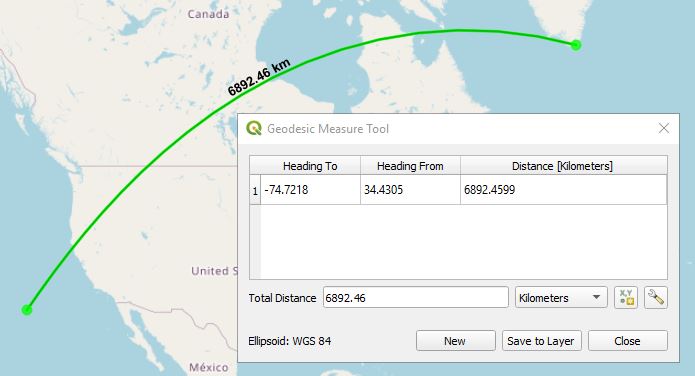 Canada
6892.46 km
Geodesic Measure Tool
Heading To Heading From Distance [Kilometers]
1 -74.7218 34.4305 6892.4599
United S
Total Distance 6892.46 Kilometers X,Y
Ellipsoid: WGS 84 New Save to Layer Close
México